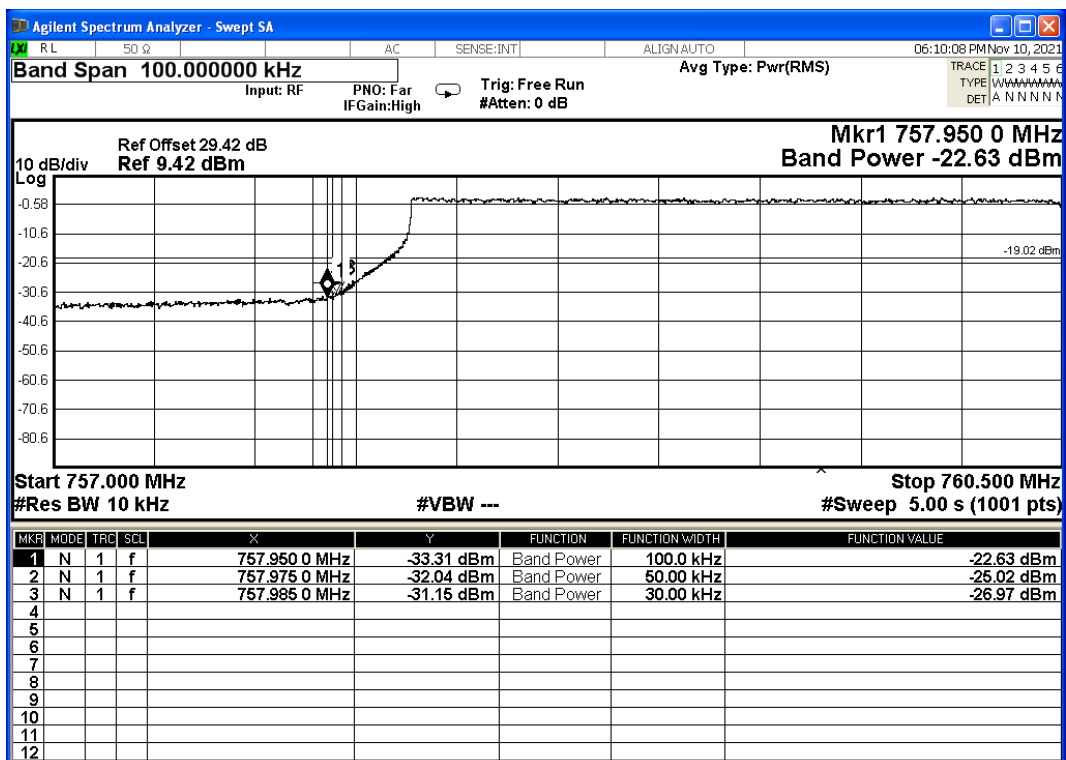 Agilent Spectrum Analyzer - Swept SA
LXI RL 50 Ω AC SENSE:INT ALIGNAUTO 06:10:08 PM Nov 10, 2021
Band Span 100.000000 kHz
Avg Type: Pwr(RMS)
TRACE 1 2 3 4 5 6
Input: RF PNO: Far Trig: Free Run
TYPE
IFGain:High #Atten: 0 dB
DET A N N N N N
Mkr1 757.950 0 MHz
Ref Offset 29.42 dB
10 dB/div Ref 9.42 dBm
Band Power -22.63 dBm
Log
-0.58
-10.6
-19.02 dBm
-20.6
-30.6
-40.6
-50.6
-60.6
-70.6
-80.6
Start 757.000 MHz Stop 760.500 MHz
#Res BW 10 kHz #VBW --- #Sweep 5.00 s (1001 pts)
MKR MODE TRC SCL X Y FUNCTION FUNCTION WIDTH FUNCTION VALUE
1 N 1 f 757.950 0 MHz -33.31 dBm Band Power 100.0 kHz -22.63 dBm
2 N 1 f 757.975 0 MHz -32.04 dBm Band Power 50.00 kHz -25.02 dBm
3 N 1 f 757.985 0 MHz -31.15 dBm Band Power 30.00 kHz -26.97 dBm
4
5
6
7
8
9
10
11
12